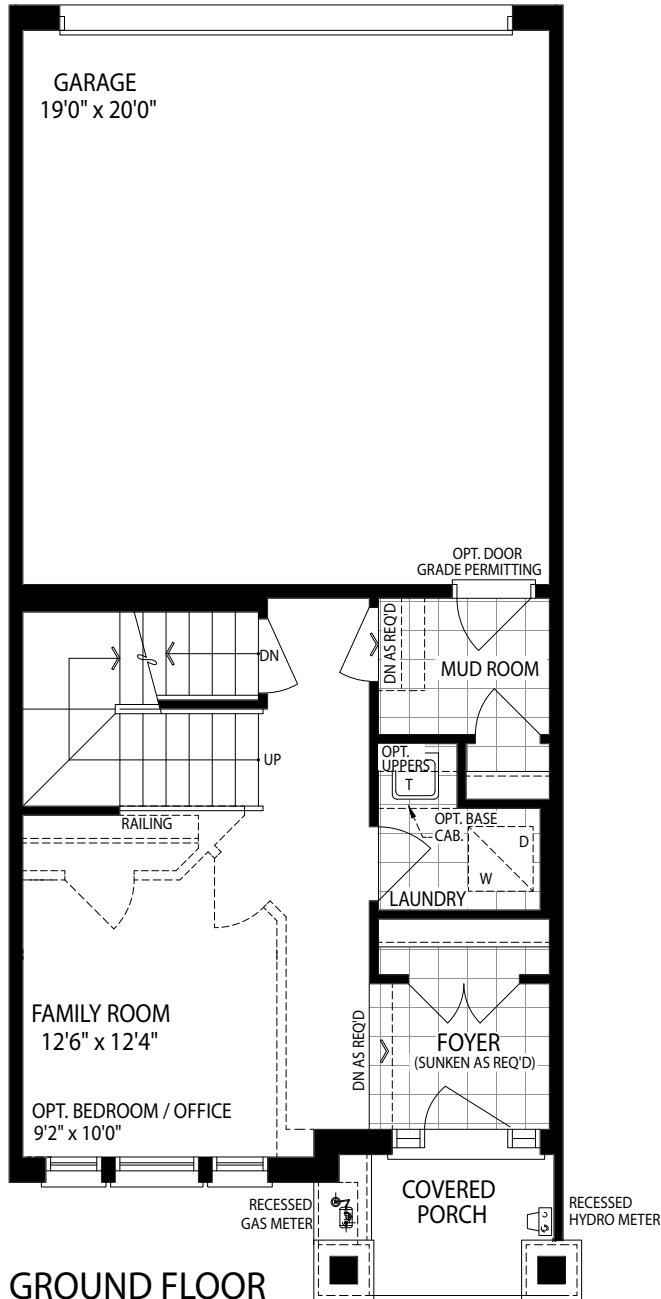 GARAGE
19'0" x 20'0"
OPT. DOOR
GRADE PERMITTING
DN AS REQ'D
MUD ROOM
DN
UP
OPT.
UPPERS
T
RAILING
OPT. BASE
CAB.
D
W
LAUNDRY
FAMILY ROOM
12'6" x 12'4"
DN AS REQ'D
FOYER
(SUNKEN AS REQ'D)
OPT. BEDROOM / OFFICE
9'2" x 10'0"
COVERED
PORCH
RECESSED
GAS METER
RECESSED
HYDRO METER
GROUND FLOOR